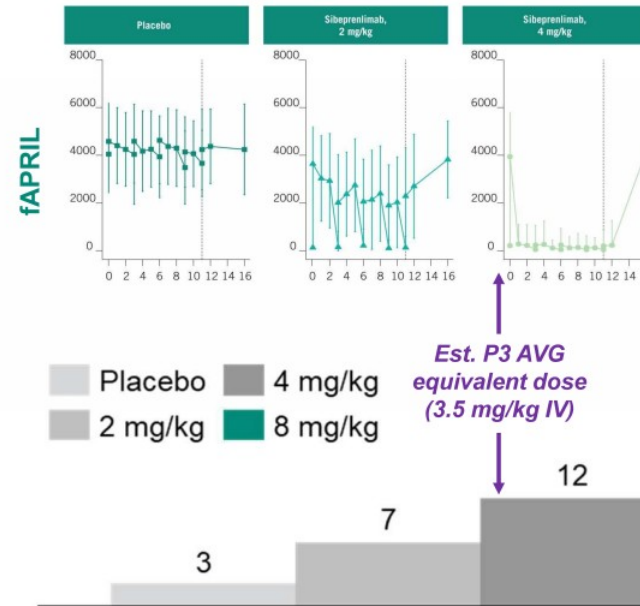 Placebo
Sibeprenlimab,
2 mg/kg
Sibeprenlimab,
4 mg/kg
fAPRIL
8000 8000 8000
6000 6000 6000
4000 4000 4000
2000 2000 2000
0 0 0
0 2 4 6 8 10 12 14 16
0 2 4 6 8 10 12 14 16
0 2 4 6 8 10 12 14
Est. P3 AVG
equivalent dose
(3.5 mg/kg IV)
Placebo 4 mg/kg
2 mg/kg 8 mg/kg
3 7 12